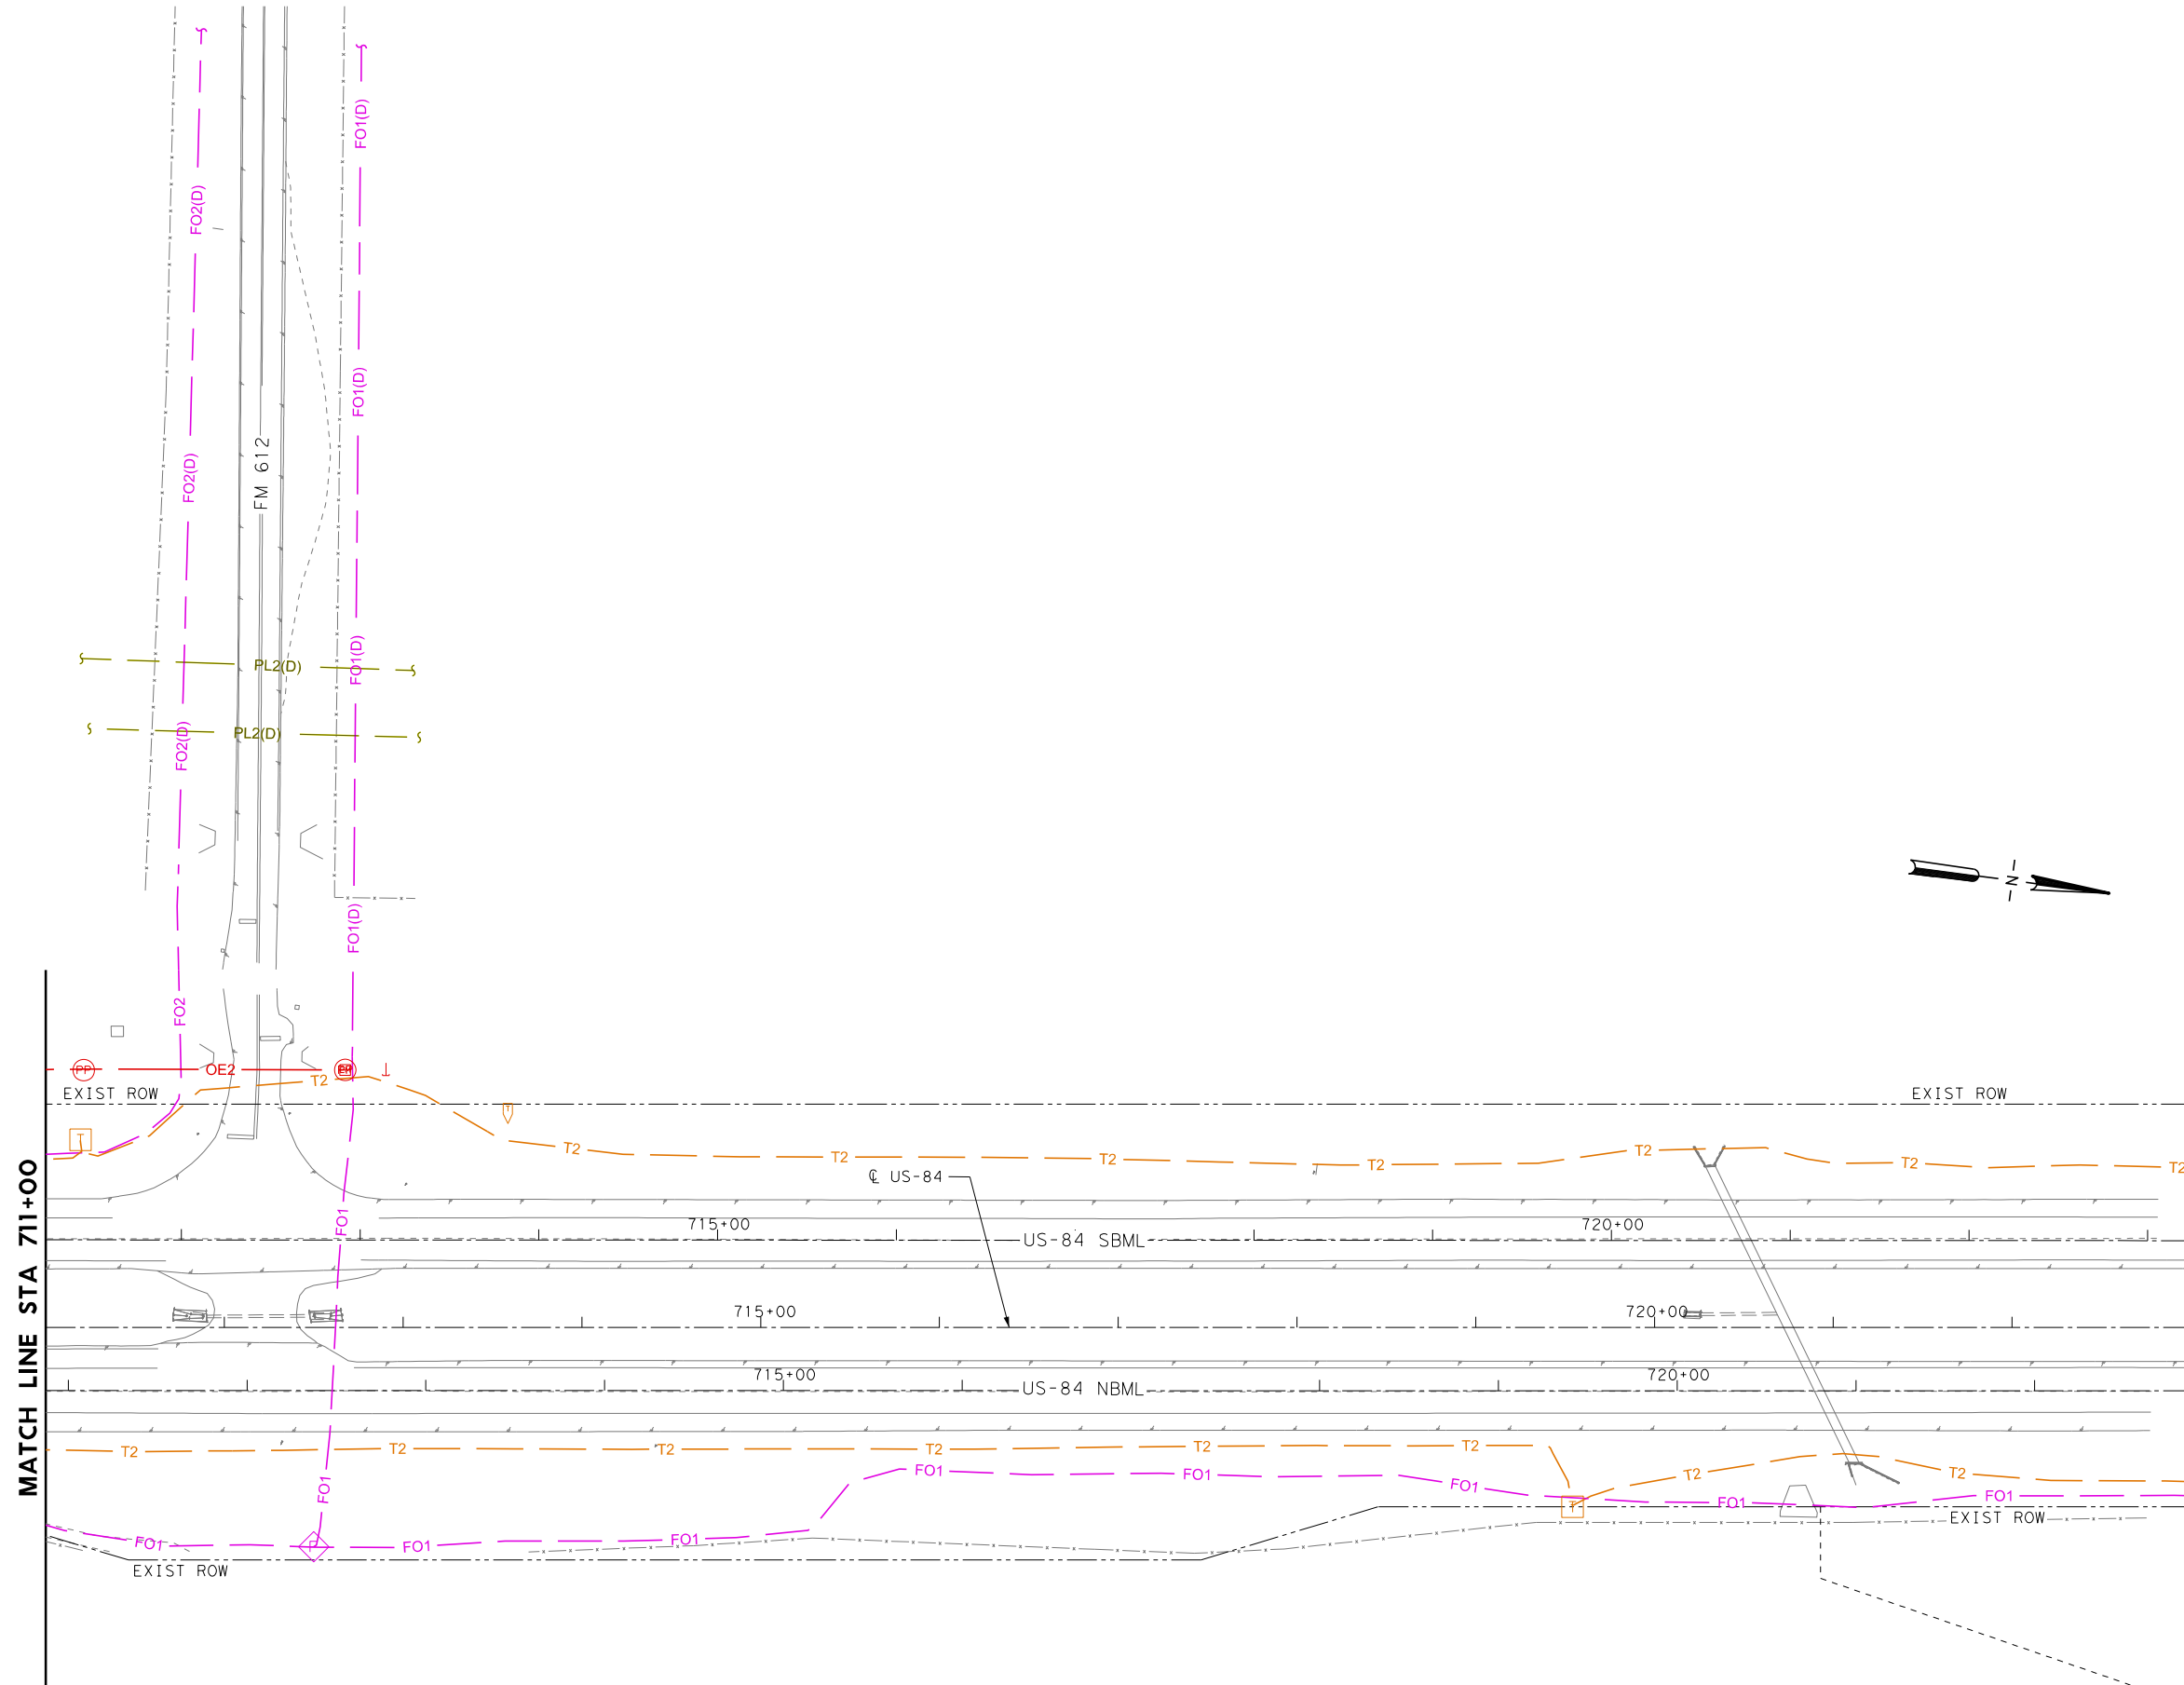 FO1(D)
FO2(D)
FO1(D)
FM 612
FO2(D)
FO1(D)
PL2(D)
PL2(D)
FO2(D)
N
FO1(D)
FO2
PP
OE2
PP
T2
EXIST ROW
EXIST ROW
T
T
T2
T2
T2
T2
T2
T2
T2
℄ US-84
MATCH LINE STA 711+00
FO1
715+00
720+00
US-84 SBML
715+00
720+00
715+00
720+00
US-84 NBML
T2
T2
T2
T2
T2
T2
T2
T2
FO1
FO1
FO1
FO1
FO1
FO1
T
EXIST ROW
FO1
FO1
FO1
F
EXIST ROW